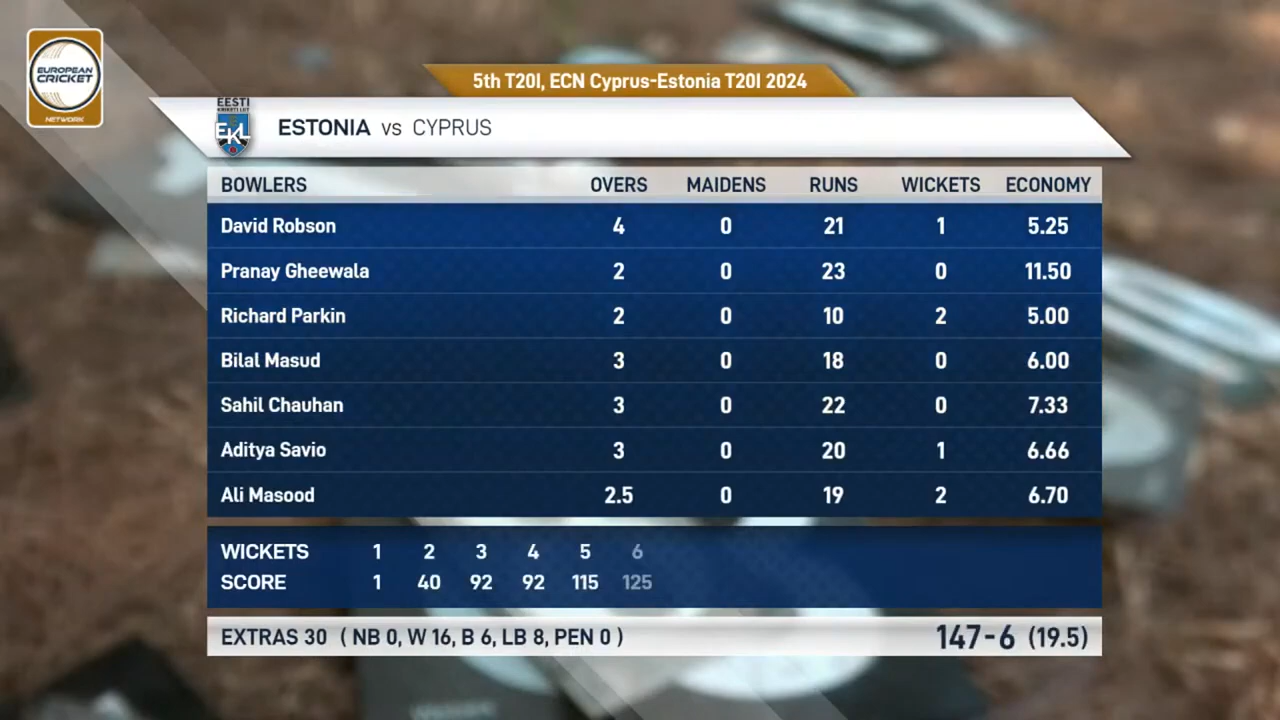 EUROPEAN
CRICKET
NETWORK
5th T20I, ECN Cyprus-Estonia T20I 2024
EESTI
KRIKETI LIIT
EKL
ESTONIA vs CYPRUS
BOWLERS OVERS MAIDENS RUNS WICKETS ECONOMY
David Robson 4 0 21 1 5.25
Pranay Gheewala 2 0 23 0 11.50
Richard Parkin 2 0 10 2 5.00
Bilal Masud 3 0 18 0 6.00
Sahil Chauhan 3 0 22 0 7.33
Aditya Savio 3 0 20 1 6.66
Ali Masood 2.5 0 19 2 6.70
WICKETS 1 2 3 4 5 6
SCORE 1 40 92 92 115 125
EXTRAS 30 ( NB 0, W 16, B 6, LB 8, PEN 0 ) 147-6 (19.5)